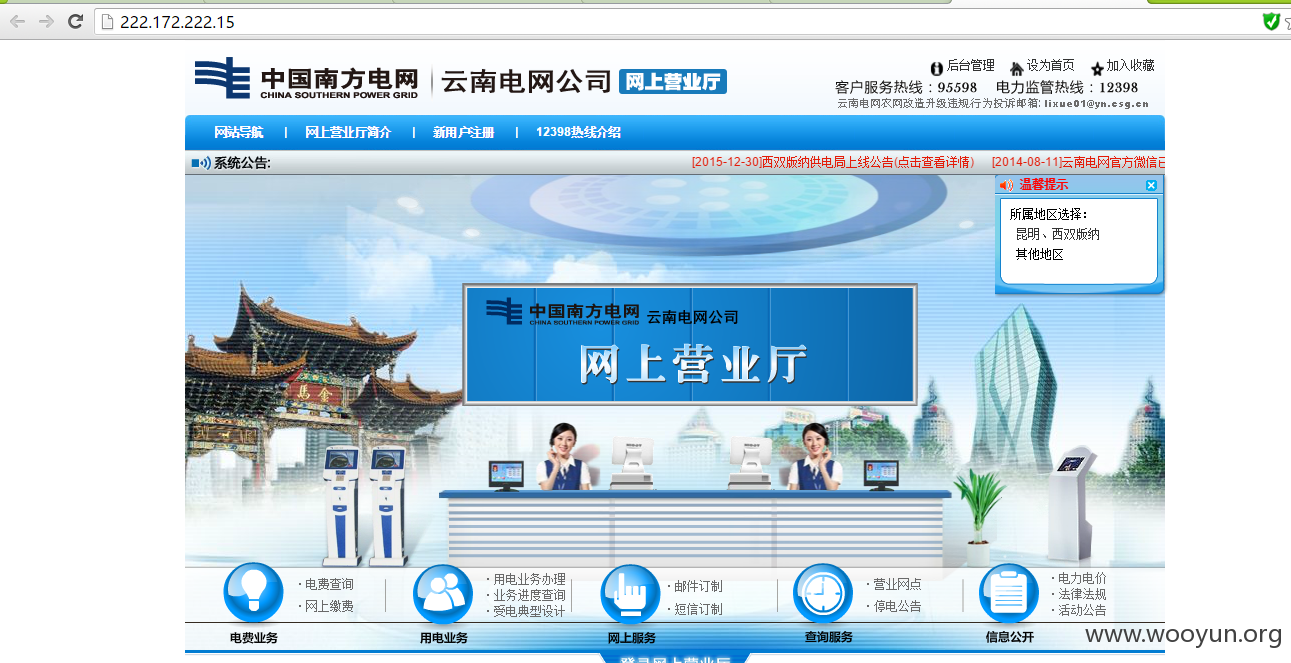 222.172.222.15
后台管理 设为首页 加入收藏
中国南方电网 云南电网公司 网上营业厅
CHINA SOUTHERN POWER GRID
客户服务热线：95598 电力监管热线：12398
云南电网农网改造升级违规行为投诉邮箱: lixue01@yn.csg.cn
网站导航 | 网上营业厅简介 | 新用户注册 | 12398热线介绍
系统公告: [2015-12-30]西双版纳供电局上线公告(点击查看详情) [2014-08-11]云南电网官方微信已
温馨提示
所属地区选择：
昆明、西双版纳
其他地区
中国南方电网 云南电网公司
CHINA SOUTHERN POWER GRID
网上营业厅
金马
· 电费查询
· 网上缴费
电费业务
· 用电业务办理
· 业务进度查询
· 受电典型设计
用电业务
· 邮件订制
· 短信订制
网上服务
· 营业网点
· 停电公告
查询服务
· 电力电价
· 法律法规
· 活动公告
信息公开
www.wooyun.org
登录网上营业厅